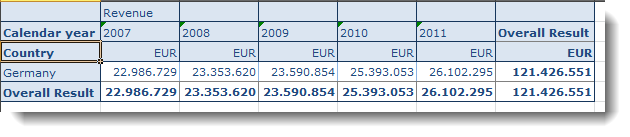 Revenue
Calendar year 2007 2008 2009 2010 2011 Overall Result
Country EUR EUR EUR EUR EUR EUR
Germany 22.986.729 23.353.620 23.590.854 25.393.053 26.102.295 121.426.551
Overall Result 22.986.729 23.353.620 23.590.854 25.393.053 26.102.295 121.426.551